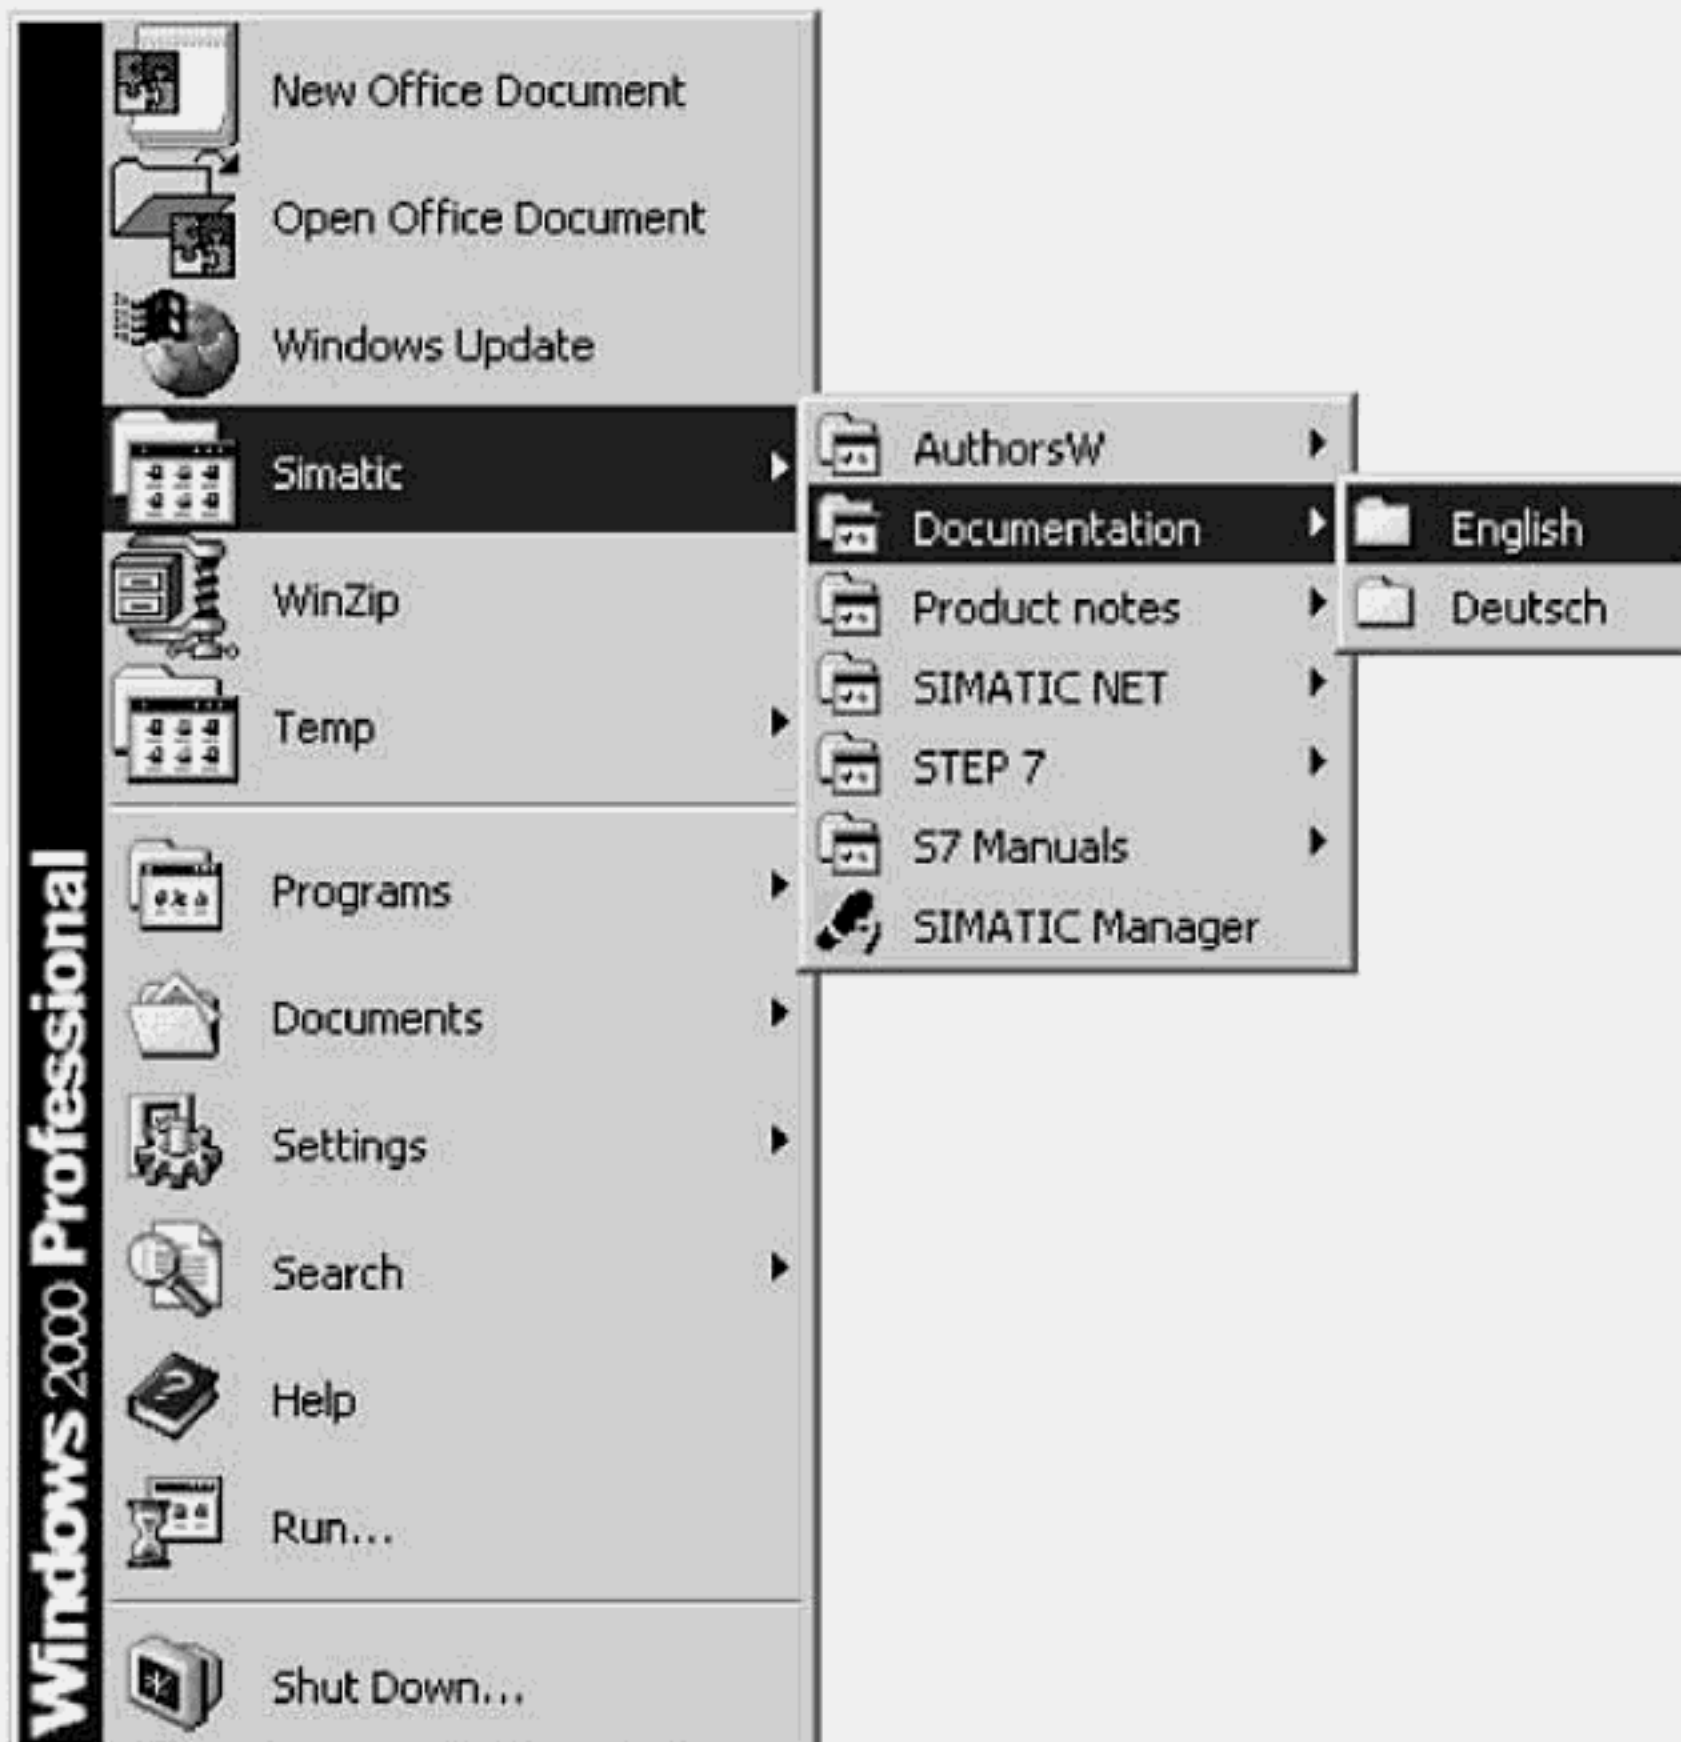 New Office Document
Open Office Document
Windows Update
Simatic
WinZip
Temp
Programs
Documents
Settings
Search
Help
Run...
Shut Down...
Windows 2000 Professional
AuthorsW
Documentation
Product notes
SIMATIC NET
STEP 7
S7 Manuals
SIMATIC Manager
English
Deutsch